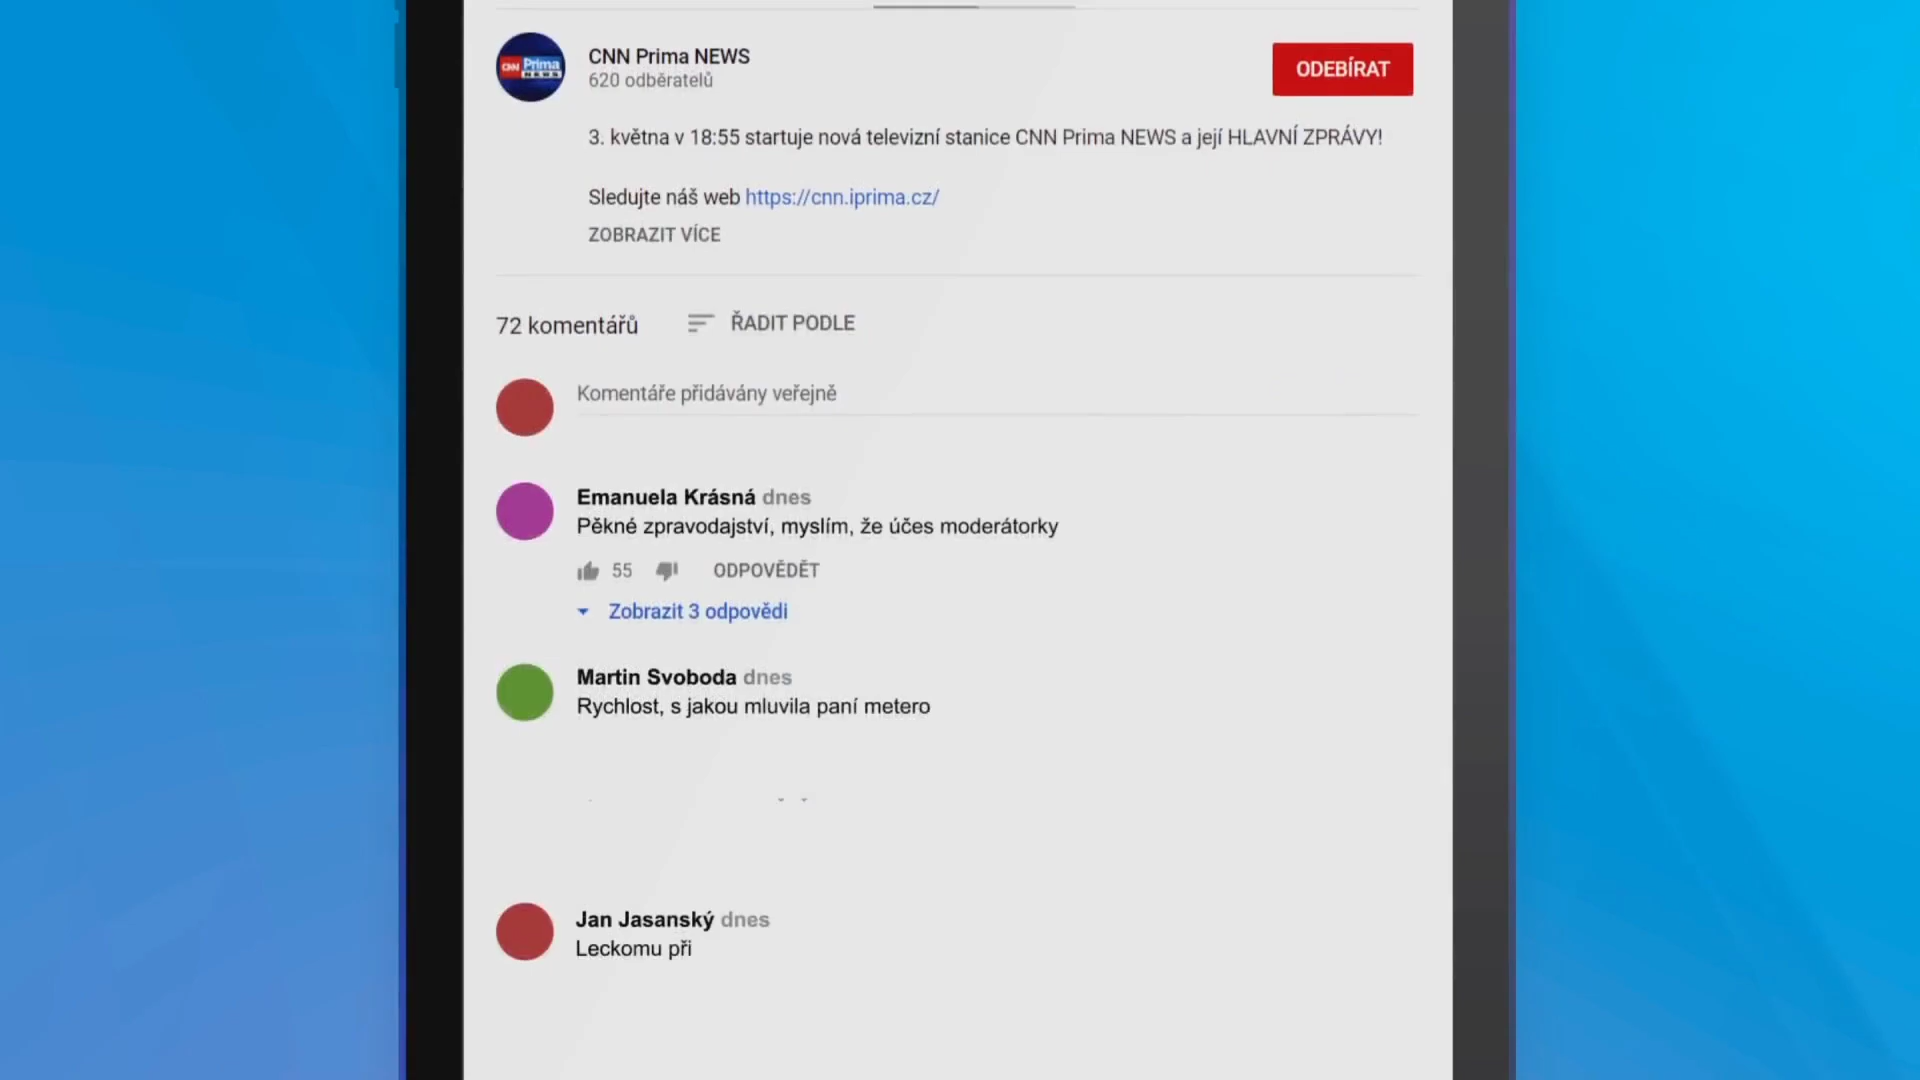 CNN Prima NEWS
CNN Prima NEWS
620 odběratelů
ODEBÍRAT
3. května v 18:55 startuje nová televizní stanice CNN Prima NEWS a její HLAVNÍ ZPRÁVY!
Sledujte náš web https://cnn.iprima.cz/
ZOBRAZIT VÍCE
72 komentářů
ŘADIT PODLE
Komentáře přidávány veřejně
Emanuela Krásná dnes
Pěkné zpravodajství, myslím, že účes moderátorky
55 ODPOVĚDĚT
Zobrazit 3 odpovědi
Martin Svoboda dnes
Rychlost, s jakou mluvila paní metero
Jan Jasanský dnes
Leckomu při